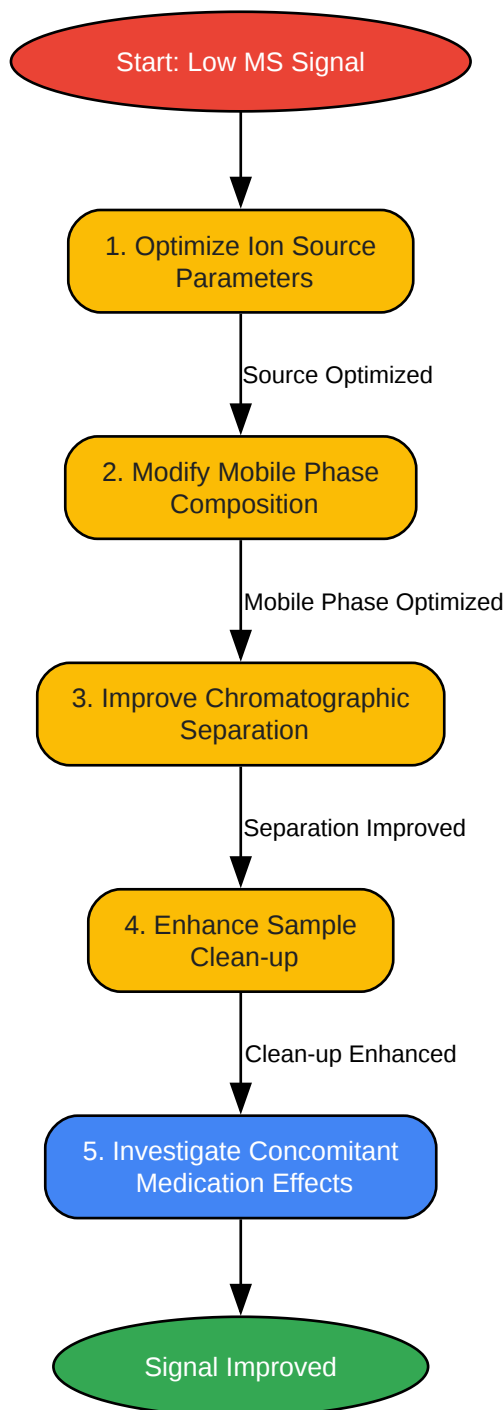 Start: Low MS Signal
1. Optimize Ion Source
Parameters
Source Optimized
2. Modify Mobile Phase
Composition
Mobile Phase Optimized
3. Improve Chromatographic
Separation
Separation Improved
4. Enhance Sample
Clean-up
Clean-up Enhanced
5. Investigate Concomitant
Medication Effects
Signal Improved